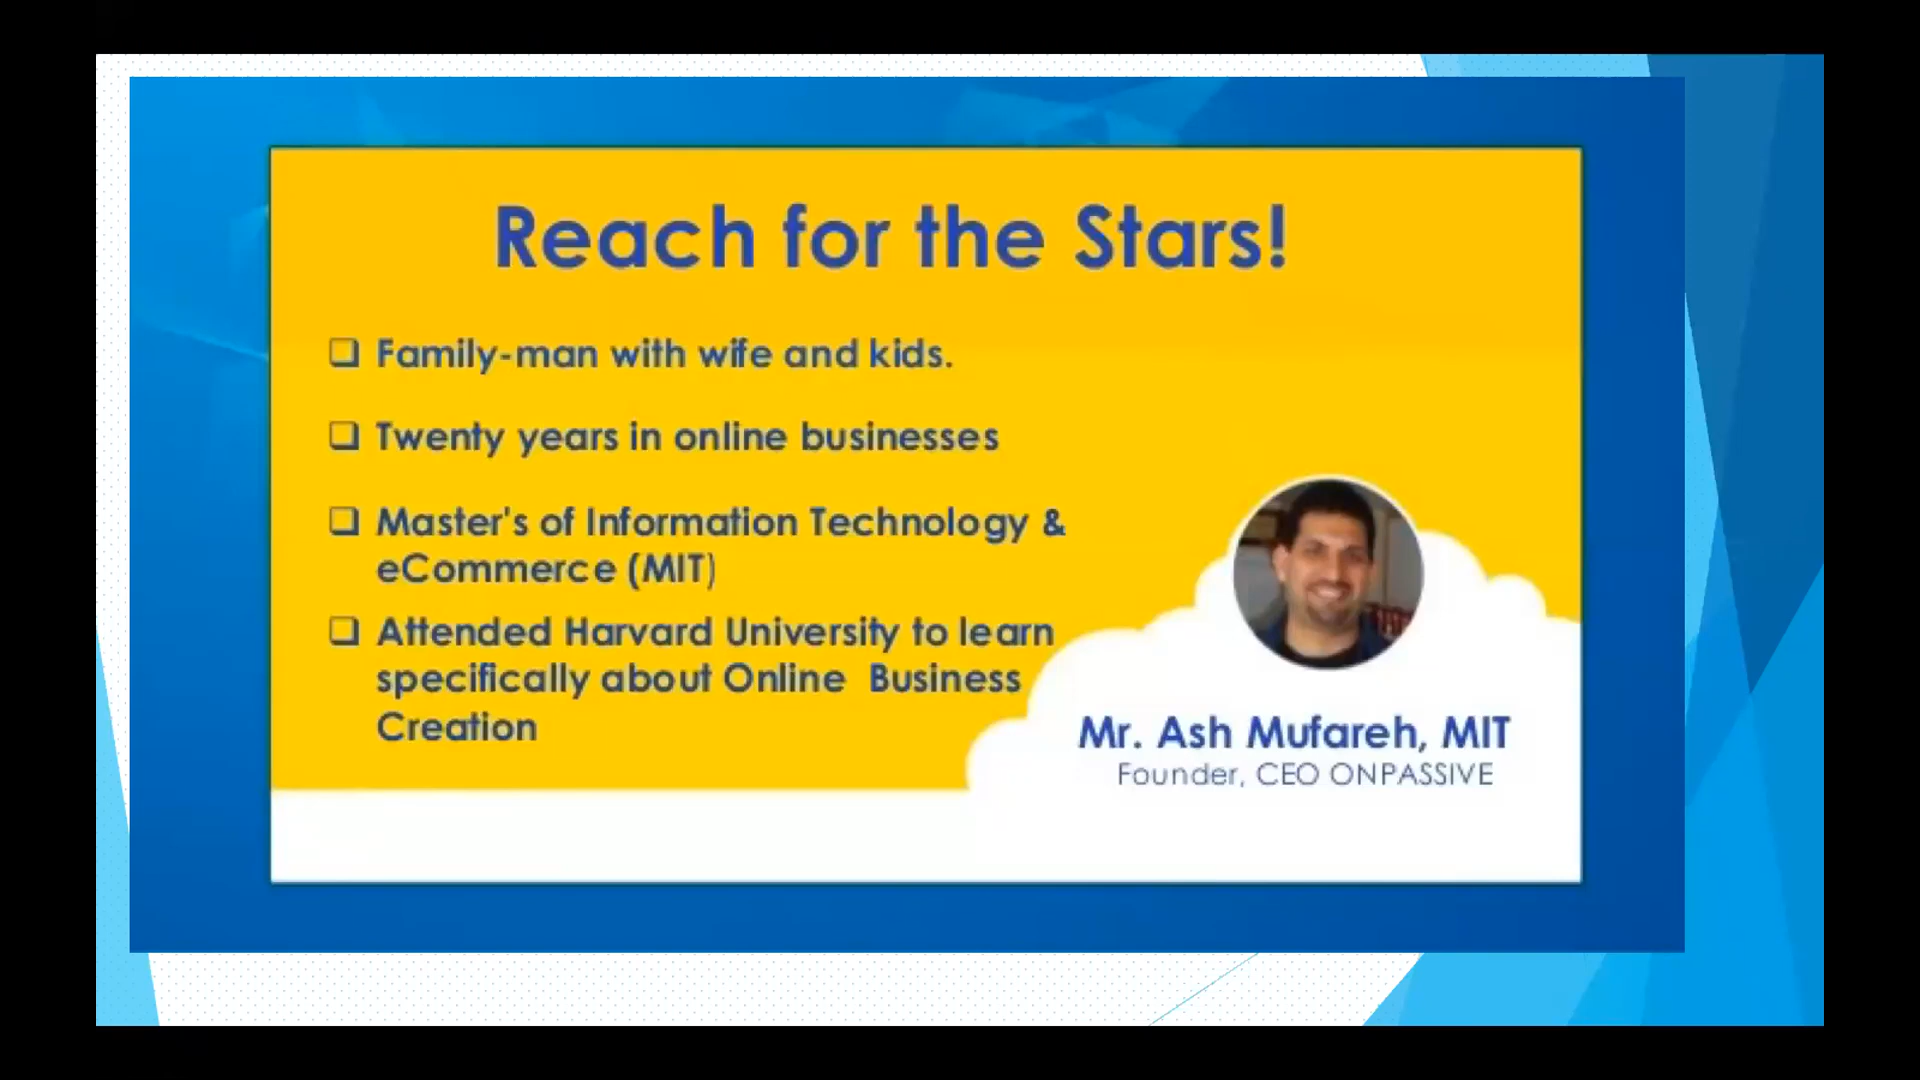 Reach for the Stars!
Family-man with wife and kids.
Twenty years in online businesses
Master's of Information Technology &
eCommerce (MIT)
Attended Harvard University to learn
specifically about Online Business
Creation
Mr. Ash Mufareh, MIT
Founder, CEO ONPASSIVE